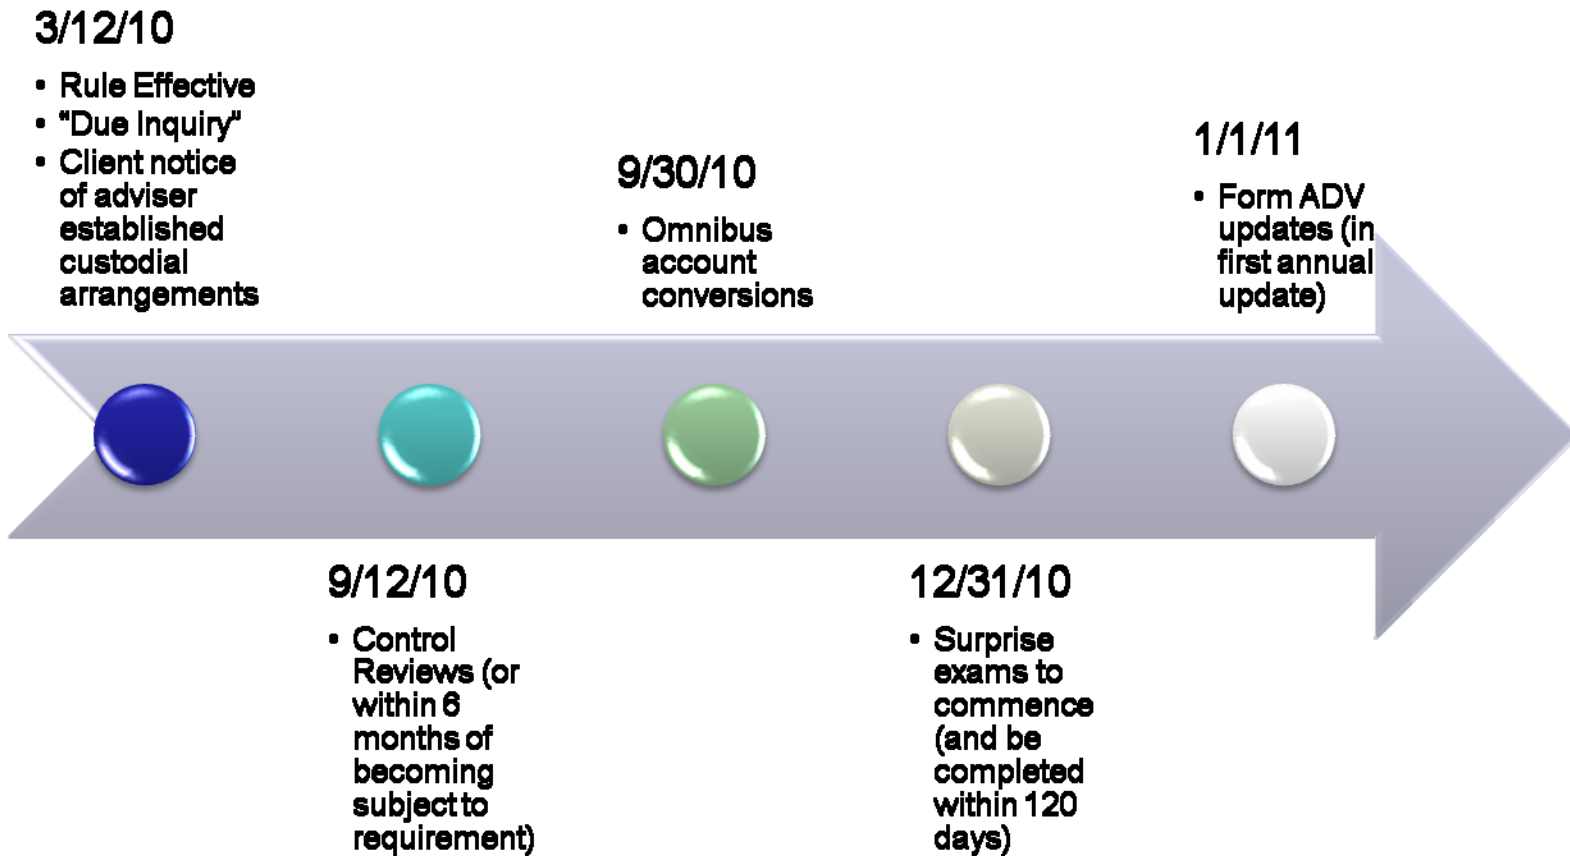 3/12/10
• Rule Effective
• "Due Inquiry"
• Client notice
of adviser
established
custodial
arrangements
9/12/10
• Control
Reviews (or
within 6
months of
becoming
subject to
requirement)
9/30/10
• Omnibus
account
conversions
12/31/10
• Surprise
exams to
commence
(and be
completed
within 120
days)
1/1/11
• Form ADV
updates (in
first annual
update)